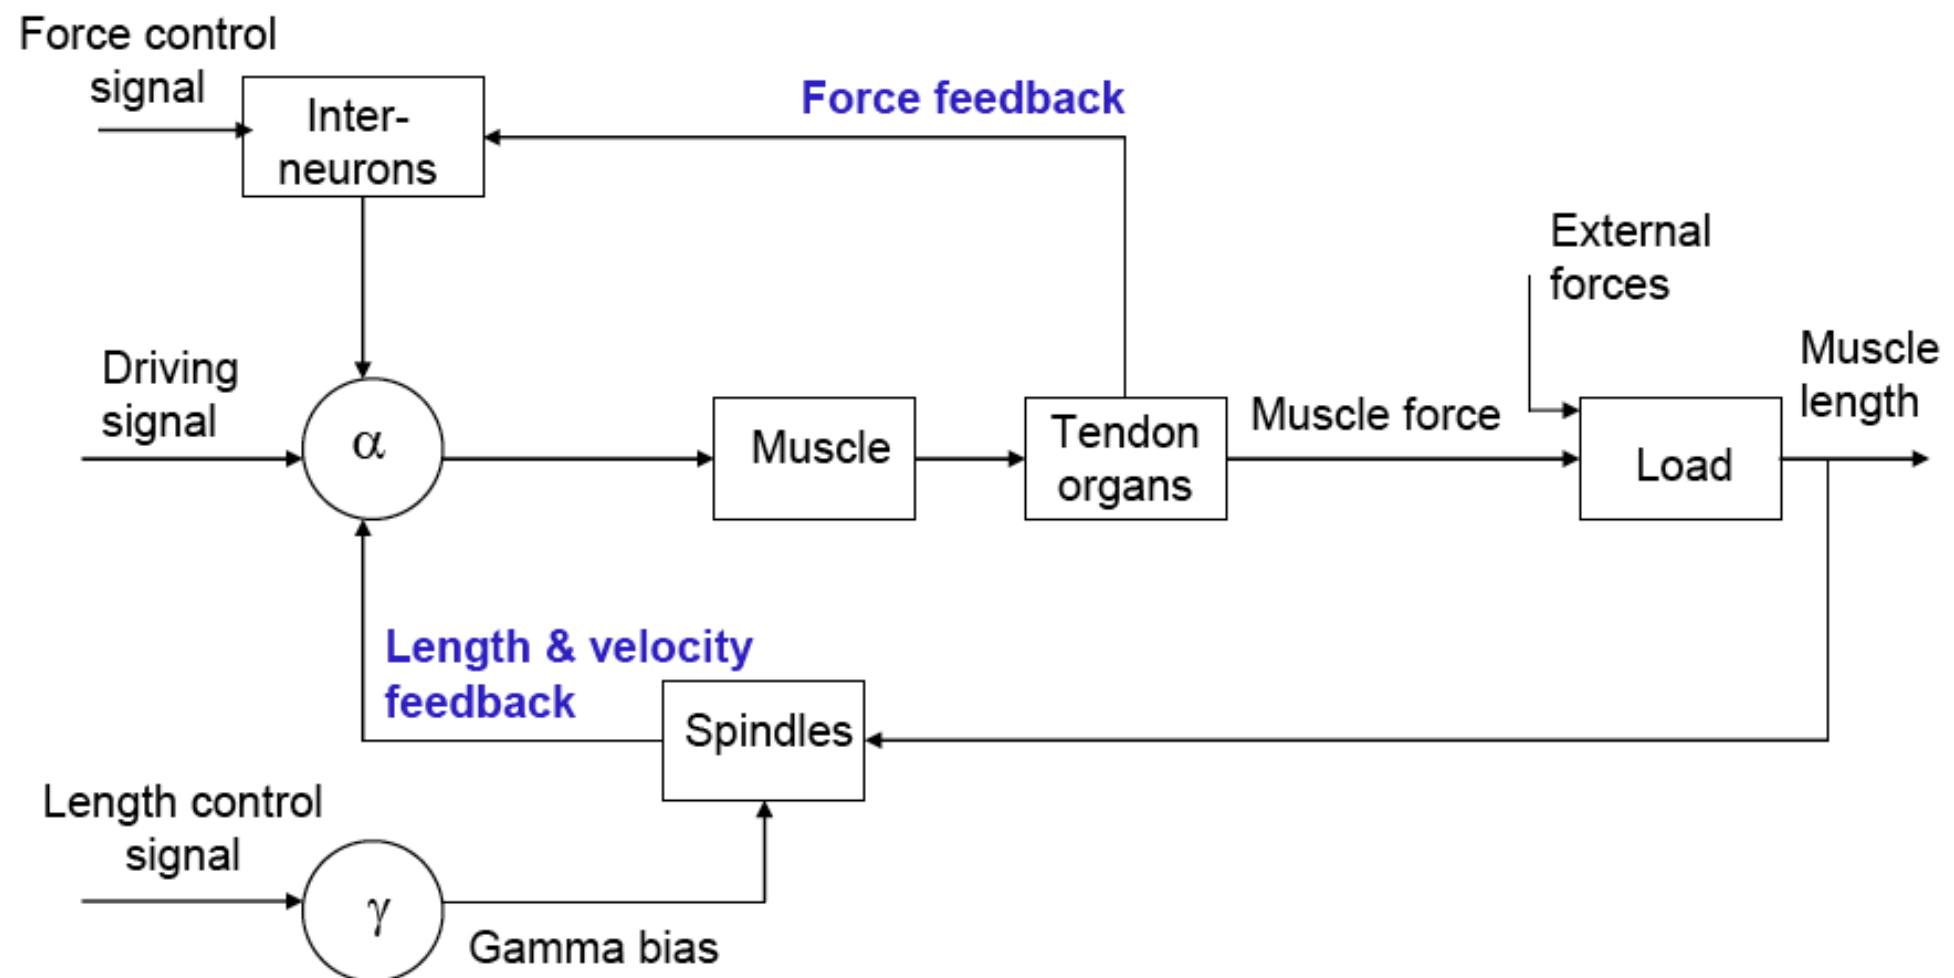 Force control
signal
Inter-
neurons
Force feedback
External
forces
Driving
signal
α
Muscle
Tendon
organs
Muscle force
Load
Muscle
length
Length & velocity
feedback
Spindles
Length control
signal
γ
Gamma bias